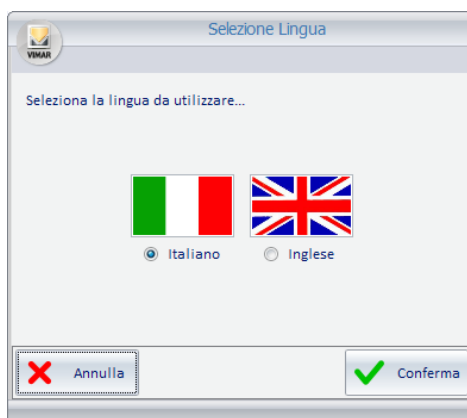 Selezione Lingua
VIMAR
Seleziona la lingua da utilizzare...
Italiano Inglese
Annulla Conferma